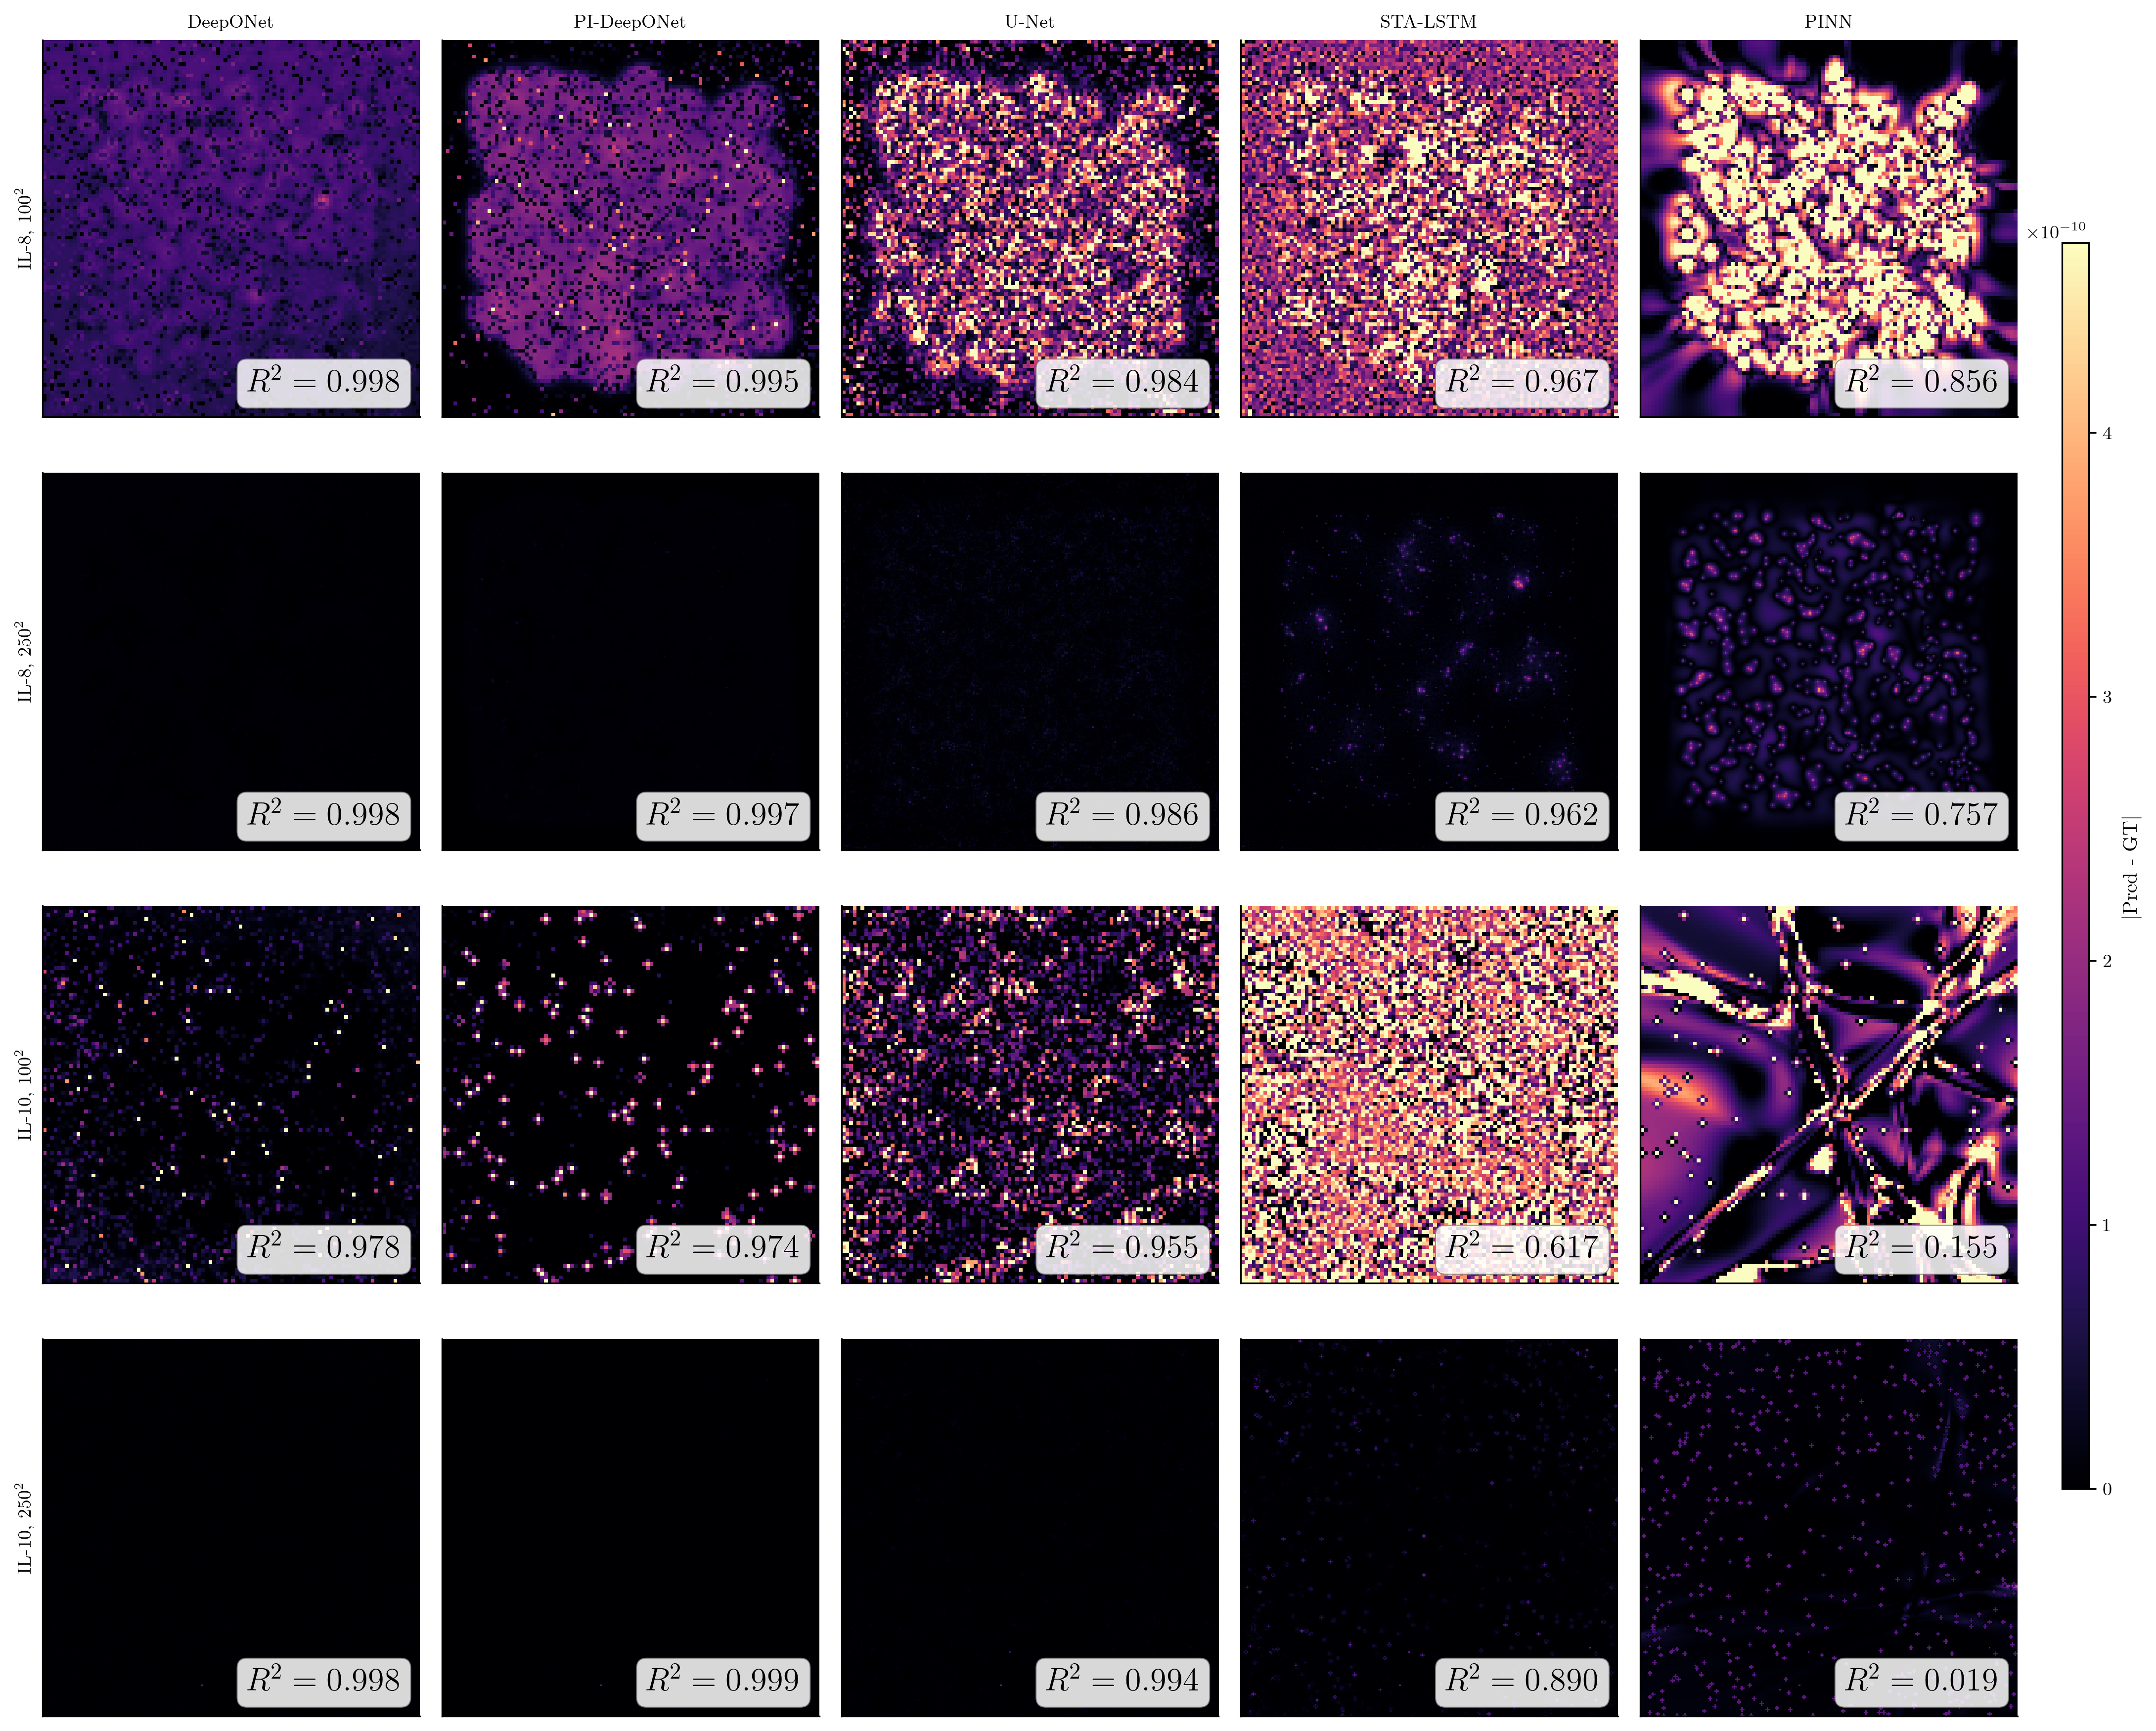 DeepONet
PI-DeepONet
U-Net
STA-LSTM
PINN
IL-8, 100²
R² = 0.998
R² = 0.995
R² = 0.984
R² = 0.967
R² = 0.856
IL-8, 250²
R² = 0.998
R² = 0.997
R² = 0.986
R² = 0.962
R² = 0.757
IL-10, 100²
R² = 0.978
R² = 0.974
R² = 0.955
R² = 0.617
R² = 0.155
IL-10, 250²
R² = 0.998
R² = 0.999
R² = 0.994
R² = 0.890
R² = 0.019
×10⁻¹⁰
4
3
2
1
0
|Pred - GT|